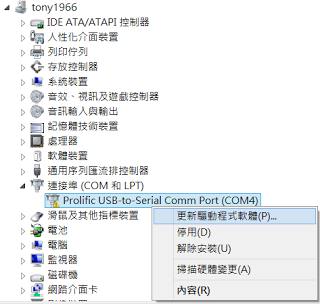 tony1966
IDE ATA/ATAPI 控制器
人性化介面裝置
列印佇列
存放控制器
系統裝置
音效、視訊及遊戲控制器
音訊輸入與輸出
記憶體技術裝置
處理器
軟體裝置
通用序列匯流排控制器
連接埠 (COM 和 LPT)
Prolific USB-to-Serial Comm Port (COM4)
滑鼠及其他指標裝置
更新驅動程式軟體(P)...
電池
停用(D)
電腦
解除安裝(U)
監視器
磁碟機
掃描硬體變更(A)
網路介面卡
內容(R)